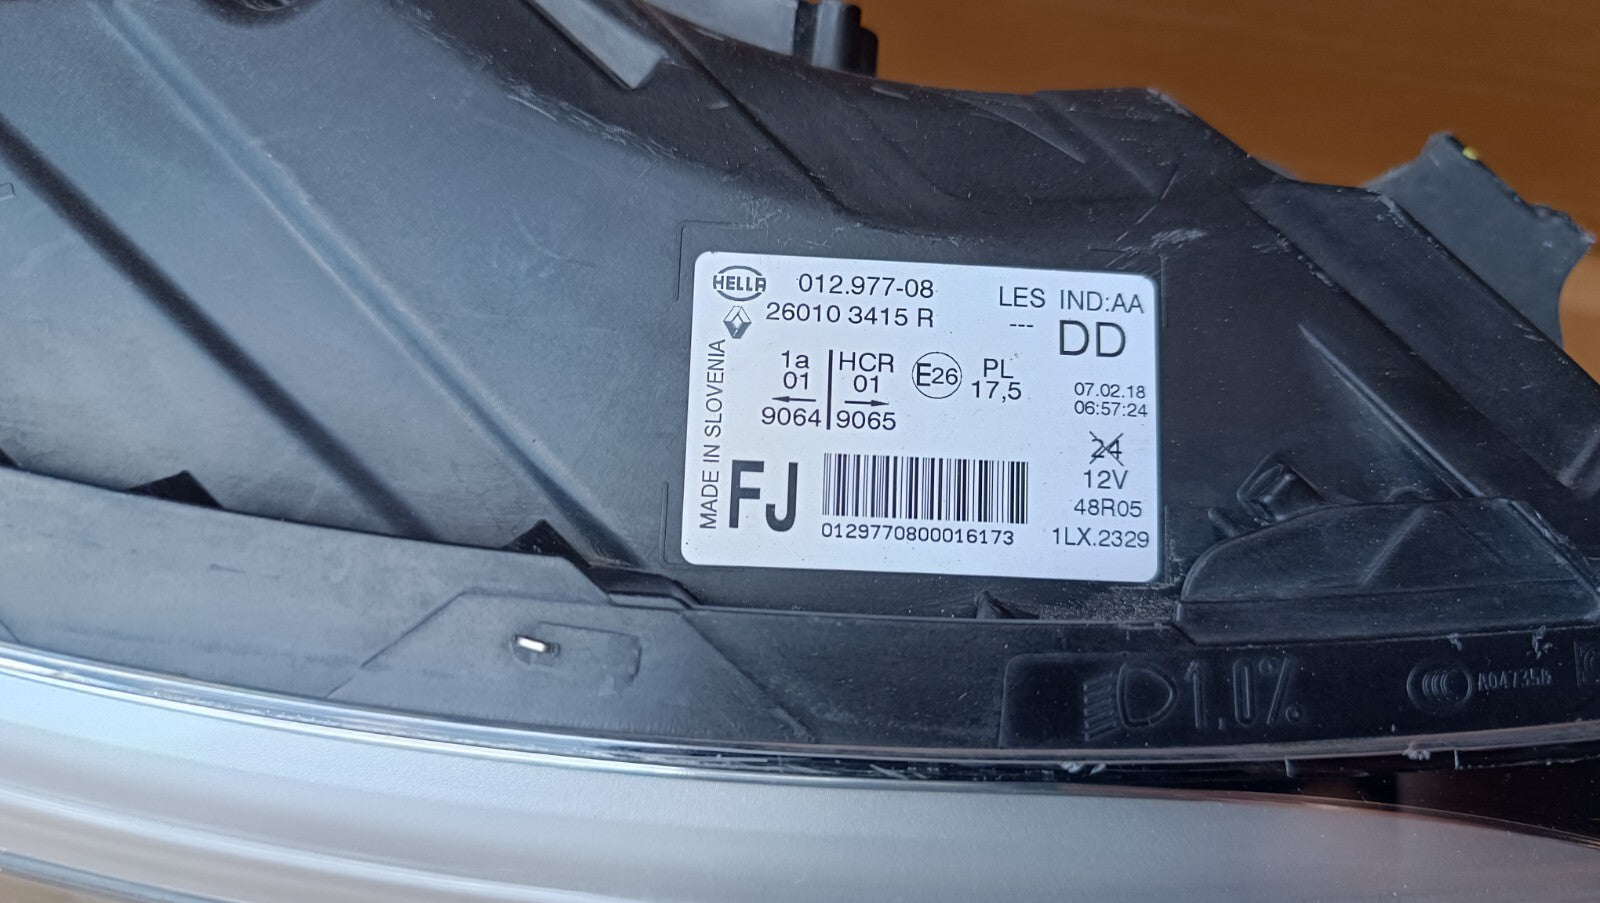 HELLA
012.977-08
LES IND:AA
26010 3415 R
---
DD
1a
HCR
E26
PL
01
01
17,5
07.02.18
06:57:24
9064
9065
24
12V
MADE IN SLOVENIA
FJ
48R05
0129770800016173
1LX.2329
1,0%
A047358